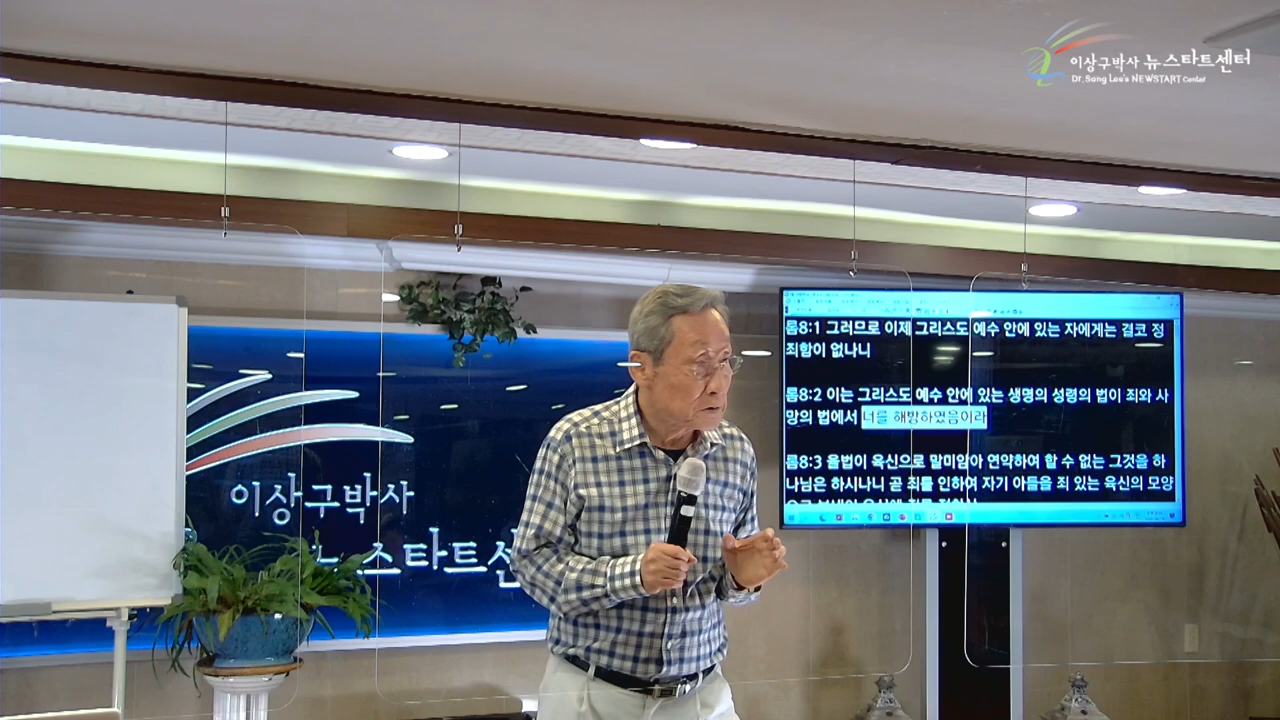 이상구박사 뉴스타트센터
Dr. Sang Lee's NEWSTART Center
이상구박사
스타트센
롬8:1 그러므로 이제 그리스도 예수 안에 있는 자에게는 결코 정
죄함이 없나니
롬8:2 이는 그리스도 예수 안에 있는 생명의 성령의 법이 죄와 사
망의 법에서 너를 해방하였음이라
롬8:3 율법이 육신으로 말미암아 연약하여 할 수 없는 그것을 하
나님은 하시나니 곧 죄를 인하여 자기 아들을 죄 있는 육신의 모양